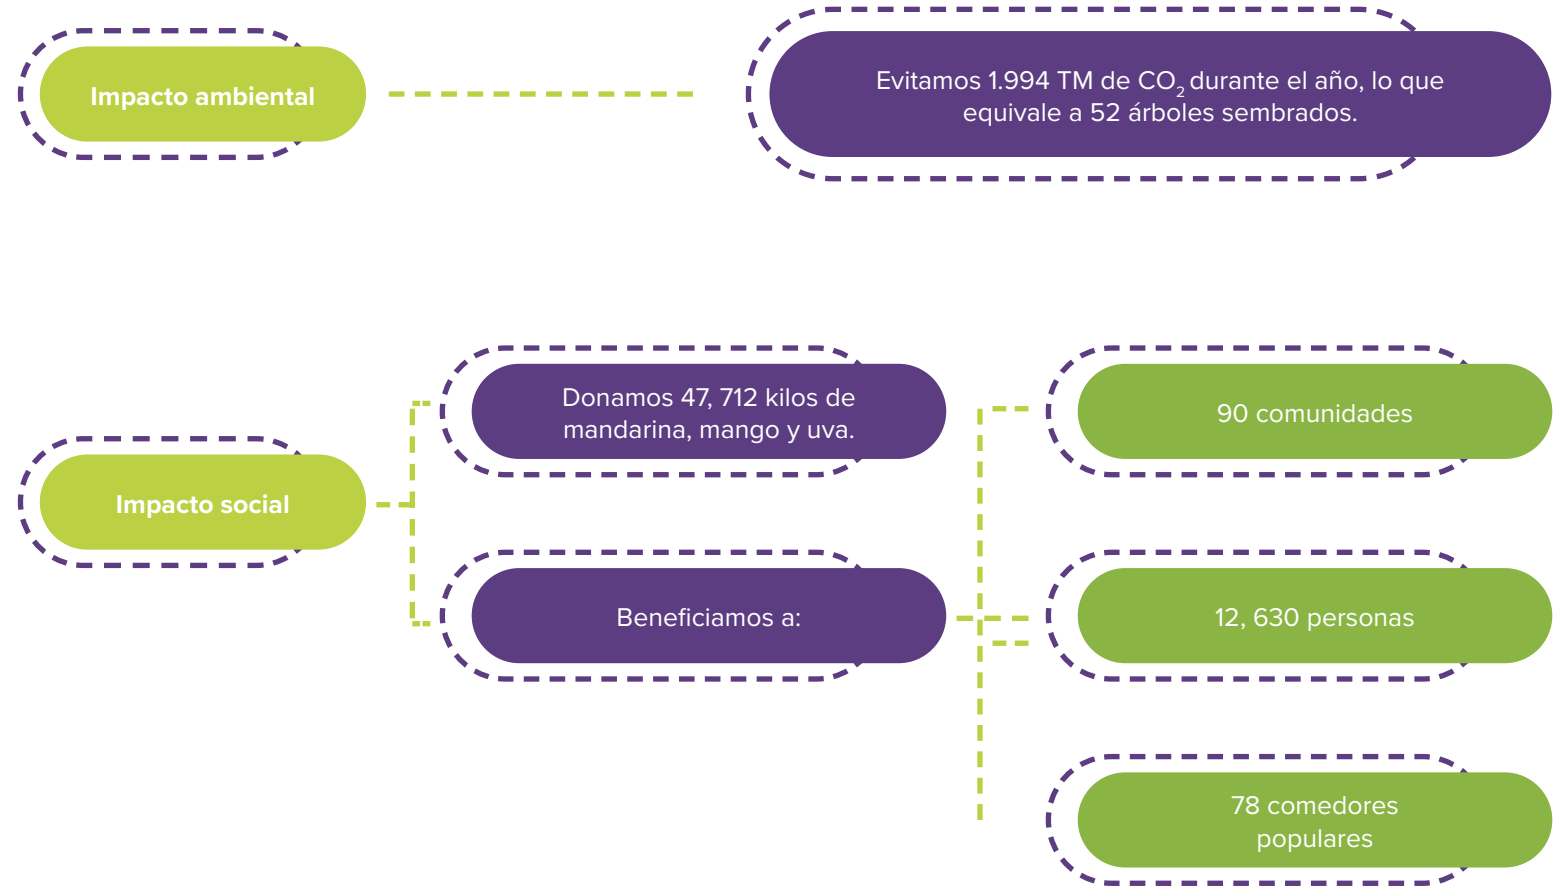 Impacto ambiental
Evitamos 1.994 TM de CO₂ durante el año, lo que
equivale a 52 árboles sembrados.
Impacto social
Donamos 47, 712 kilos de
mandarina, mango y uva.
Beneficiamos a:
90 comunidades
12, 630 personas
78 comedores
populares